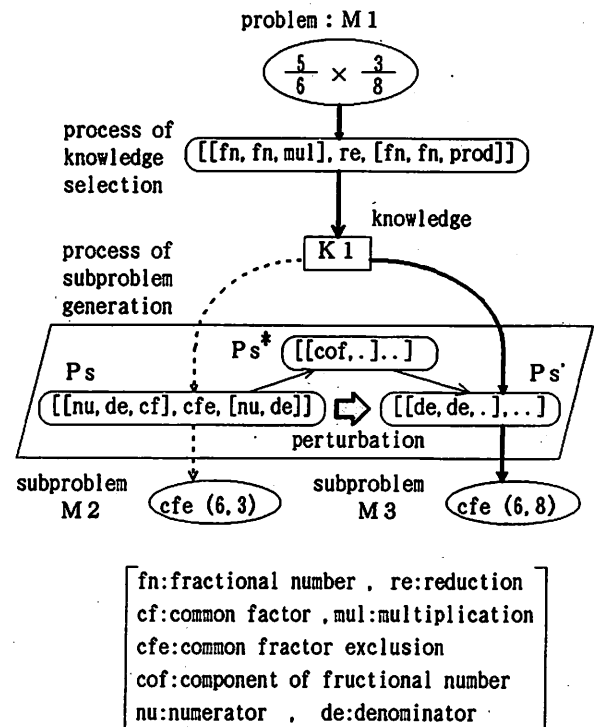 problem : M1
5/6 × 3/8
process of
knowledge
selection
[[fn, fn, mul], re, [fn, fn, prod]]
knowledge
K1
process of
subproblem
generation
Ps* [[cof, .]. .]
Ps
Ps'
[[nu, de, cf], cfe, [nu, de]]
[[de, de, .], . .]
perturbation
subproblem
M2
cfe (6, 3)
subproblem
M3
cfe (6, 8)
fn:fractional number , re:reduction
cf:common factor ,mul:multiplication
cfe:common fractor exclusion
cof:component of fructional number
nu:numerator , de:denominator